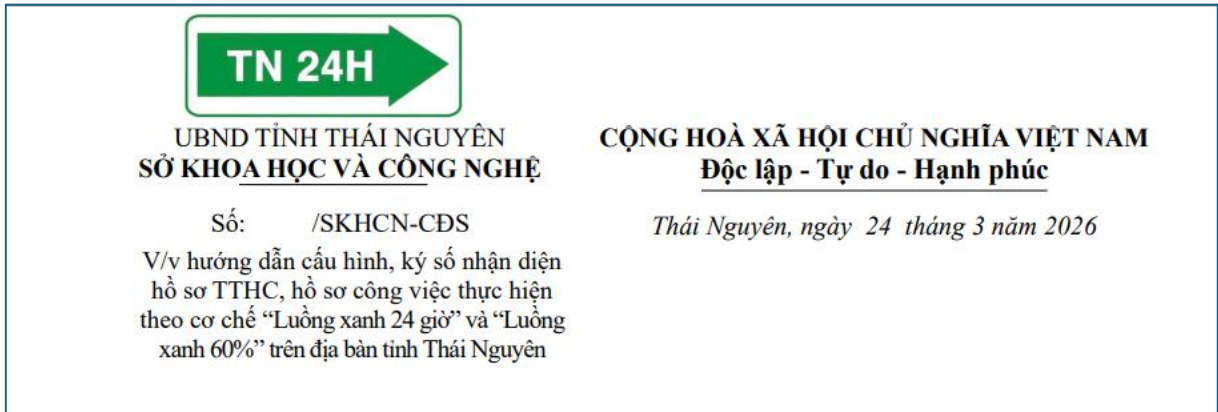 TN 24H
UBND TỈNH THÁI NGUYÊN
SỞ KHOA HỌC VÀ CÔNG NGHỆ
Số: /SKHCN-CĐS
V/v hướng dẫn cấu hình, ký số nhận diện
hồ sơ TTHC, hồ sơ công việc thực hiện
theo cơ chế “Luồng xanh 24 giờ” và “Luồng
xanh 60%” trên địa bàn tỉnh Thái Nguyên
CỘNG HOÀ XÃ HỘI CHỦ NGHĨA VIỆT NAM
Độc lập - Tự do - Hạnh phúc
Thái Nguyên, ngày 24 tháng 3 năm 2026